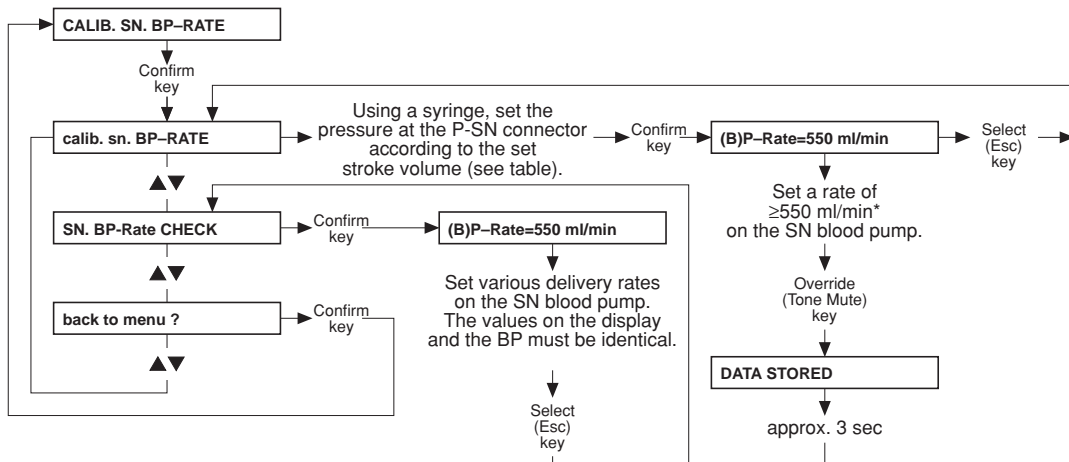 CALIB. SN. BP–RATE
Confirm
key
calib. sn. BP–RATE
Using a syringe, set the
pressure at the P-SN connector
according to the set
stroke volume (see table).
Confirm
key
(B)P–Rate=550 ml/min
Select
(Esc)
key
▲▼
Set a rate of
≥550 ml/min*
on the SN blood pump.
SN. BP-Rate CHECK
Confirm
key
(B)P–Rate=550 ml/min
▲▼
Set various delivery rates
on the SN blood pump.
The values on the display
and the BP must be identical.
Override
(Tone Mute)
key
back to menu ?
Confirm
key
▲▼
DATA STORED
Select
(Esc)
key
approx. 3 sec